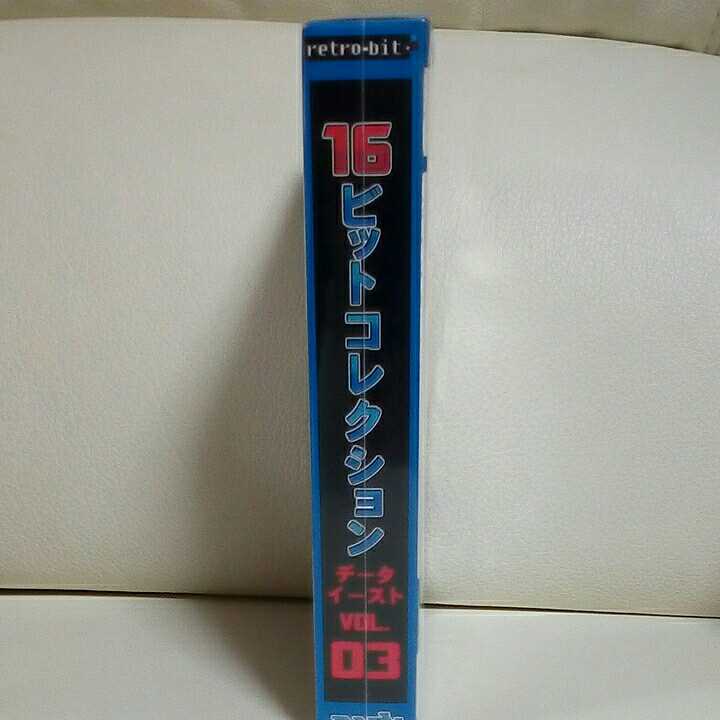 retro-bit
16
ビットコレクション
データ
イースト
VOL.
03